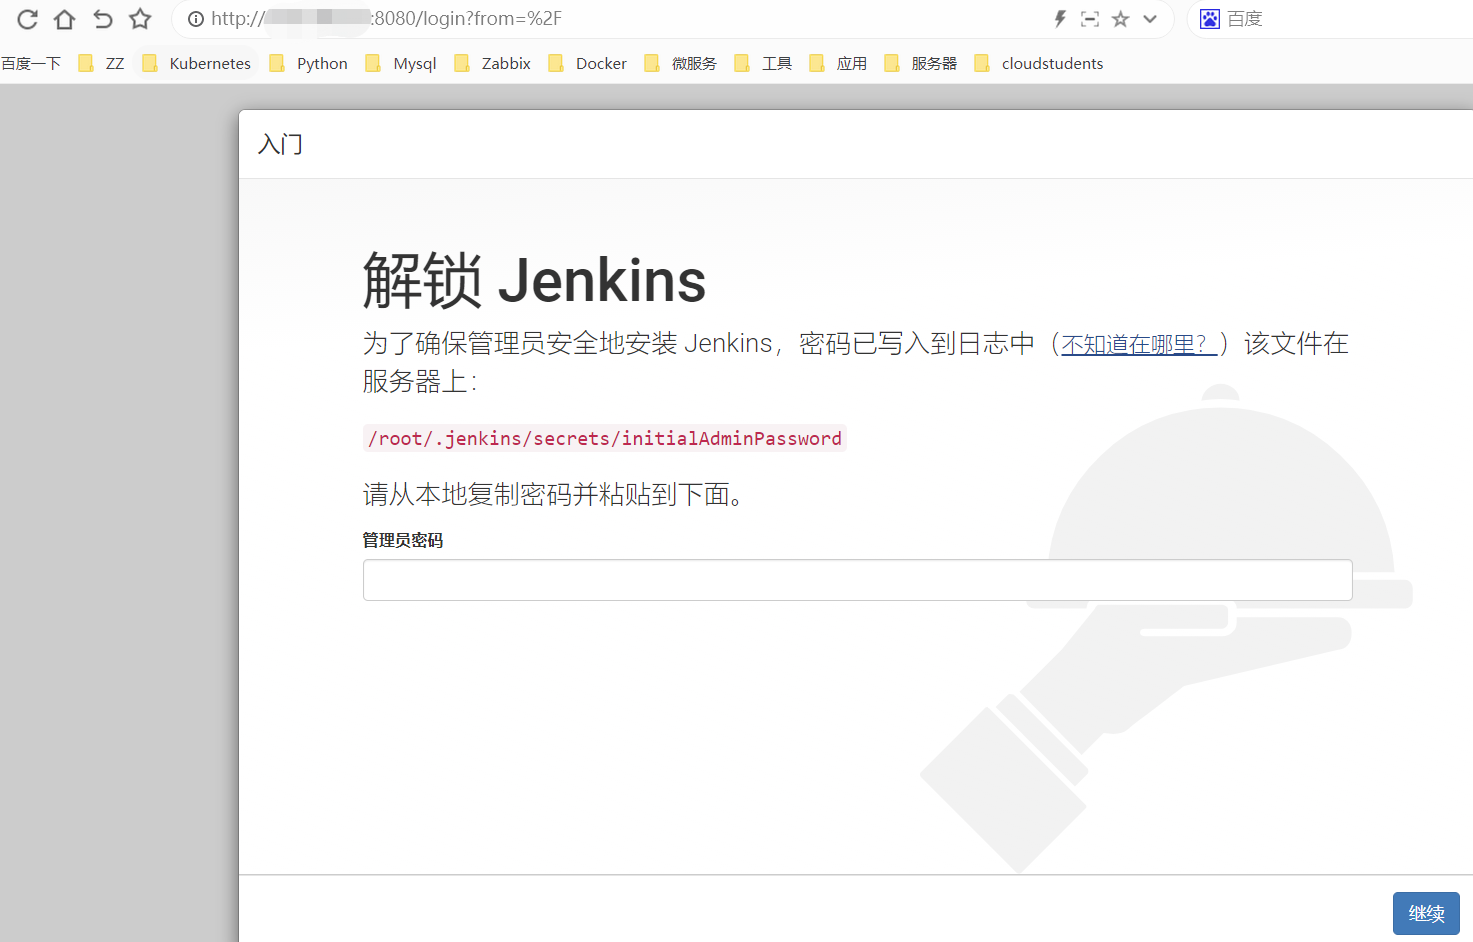 http:// :8080/login?from=%2F
百度
百度一下 ZZ Kubernetes Python Mysql Zabbix Docker 微服务 工具 应用 服务器 cloudstudents
入门
解锁 Jenkins
为了确保管理员安全地安装 Jenkins，密码已写入到日志中（不知道在哪里？）该文件在
服务器上：
/root/.jenkins/secrets/initialAdminPassword
请从本地复制密码并粘贴到下面。
管理员密码
继续